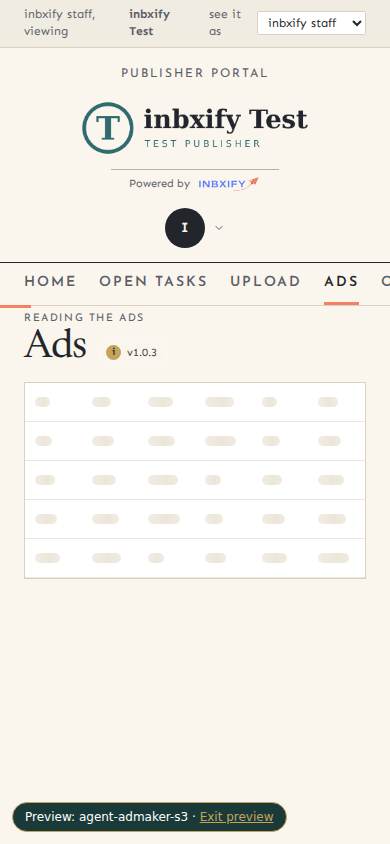 inbxify staff, viewing
inbxify Test
see it as
inbxify staff
PUBLISHER PORTAL
T
inbxify Test
TEST PUBLISHER
Powered by INBXIFY
I
HOME OPEN TASKS UPLOAD ADS
READING THE ADS
Ads
i v1.0.3
Preview: agent-admaker-s3 · Exit preview